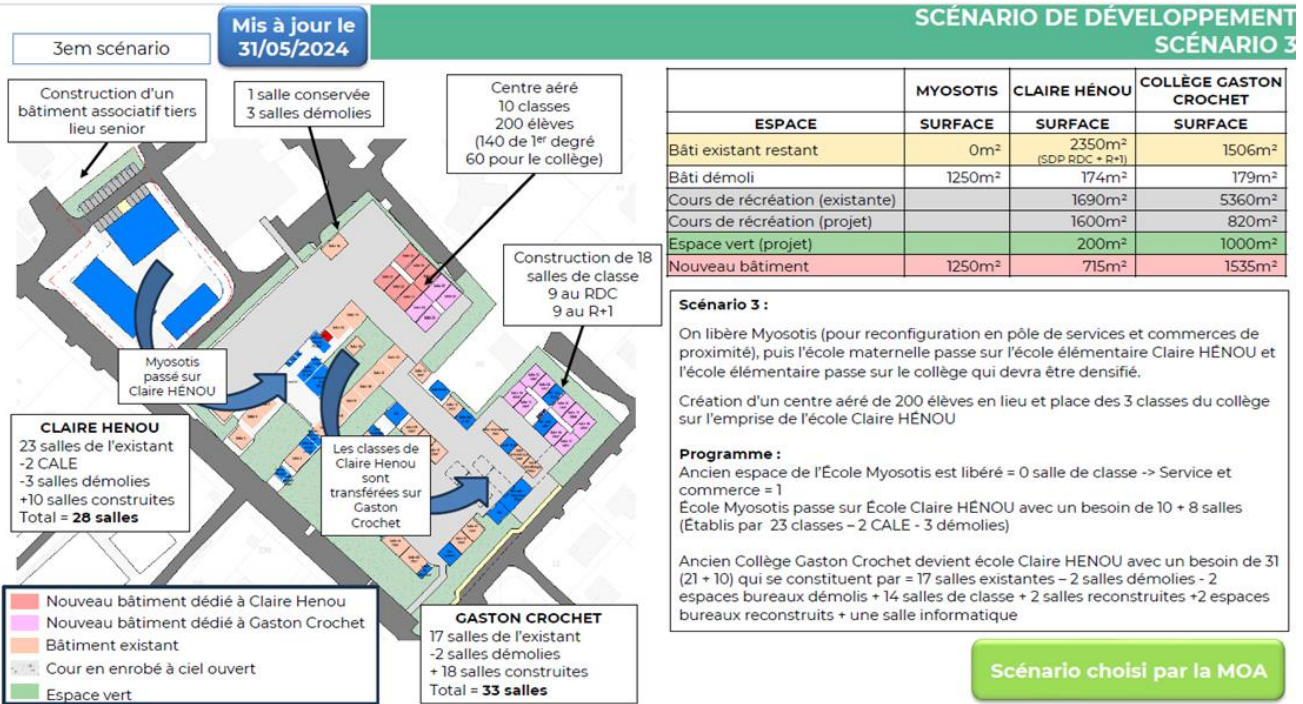 SCÉNARIO DE DÉVELOPPEMENT
SCÉNARIO 3
3em scénario
Mis à jour le
31/05/2024
Construction d'un
bâtiment associatif tiers
lieu senior
1 salle conservée
3 salles démolies
Centre aéré
10 classes
200 élèves
(140 de 1er degré
60 pour le collège)
Construction de 18
salles de classe
9 au RDC
9 au R+1
Myosotis
passé sur
Claire HÉNOU
Les classes de
Claire Henou
sont
transférées sur
Gaston
Crochet
CLAIRE HENOU
23 salles de l'existant
-2 CALE
-3 salles démolies
+10 salles construites
Total = 28 salles
GASTON CROCHET
17 salles de l'existant
-2 salles démolies
+ 18 salles construites
Total = 33 salles
Nouveau bâtiment dédié à Claire Henou
Nouveau bâtiment dédié à Gaston Crochet
Bâtiment existant
Cour en enrobé à ciel ouvert
Espace vert
MYOSOTIS CLAIRE HÉNOU COLLÈGE GASTON CROCHET
ESPACE SURFACE SURFACE SURFACE
Bâti existant restant 0m² 2350m² (SDP RDC + R+1) 1506m²
Bâti démoli 1250m² 174m² 179m²
Cours de récréation (existante) 1690m² 5360m²
Cours de récréation (projet) 1600m² 820m²
Espace vert (projet) 200m² 1000m²
Nouveau bâtiment 1250m² 715m² 1535m²
Scénario 3 :
On libère Myosotis (pour reconfiguration en pôle de services et commerces de
proximité), puis l'école maternelle passe sur l'école élémentaire Claire HÉNOU et
l'école élémentaire passe sur le collège qui devra être densifié.
Création d'un centre aéré de 200 élèves en lieu et place des 3 classes du collège
sur l'emprise de l'école Claire HÉNOU
Programme :
Ancien espace de l'École Myosotis est libéré = 0 salle de classe -> Service et
commerce = 1
École Myosotis passe sur École Claire HÉNOU avec un besoin de 10 + 8 salles
(Établis par 23 classes – 2 CALE - 3 démolies)
Ancien Collège Gaston Crochet devient école Claire HENOU avec un besoin de 31
(21 + 10) qui se constituent par = 17 salles existantes – 2 salles démolies - 2
espaces bureaux démolis + 14 salles de classe + 2 salles reconstruites +2 espaces
bureaux reconstruits + une salle informatique
Scénario choisi par la MOA